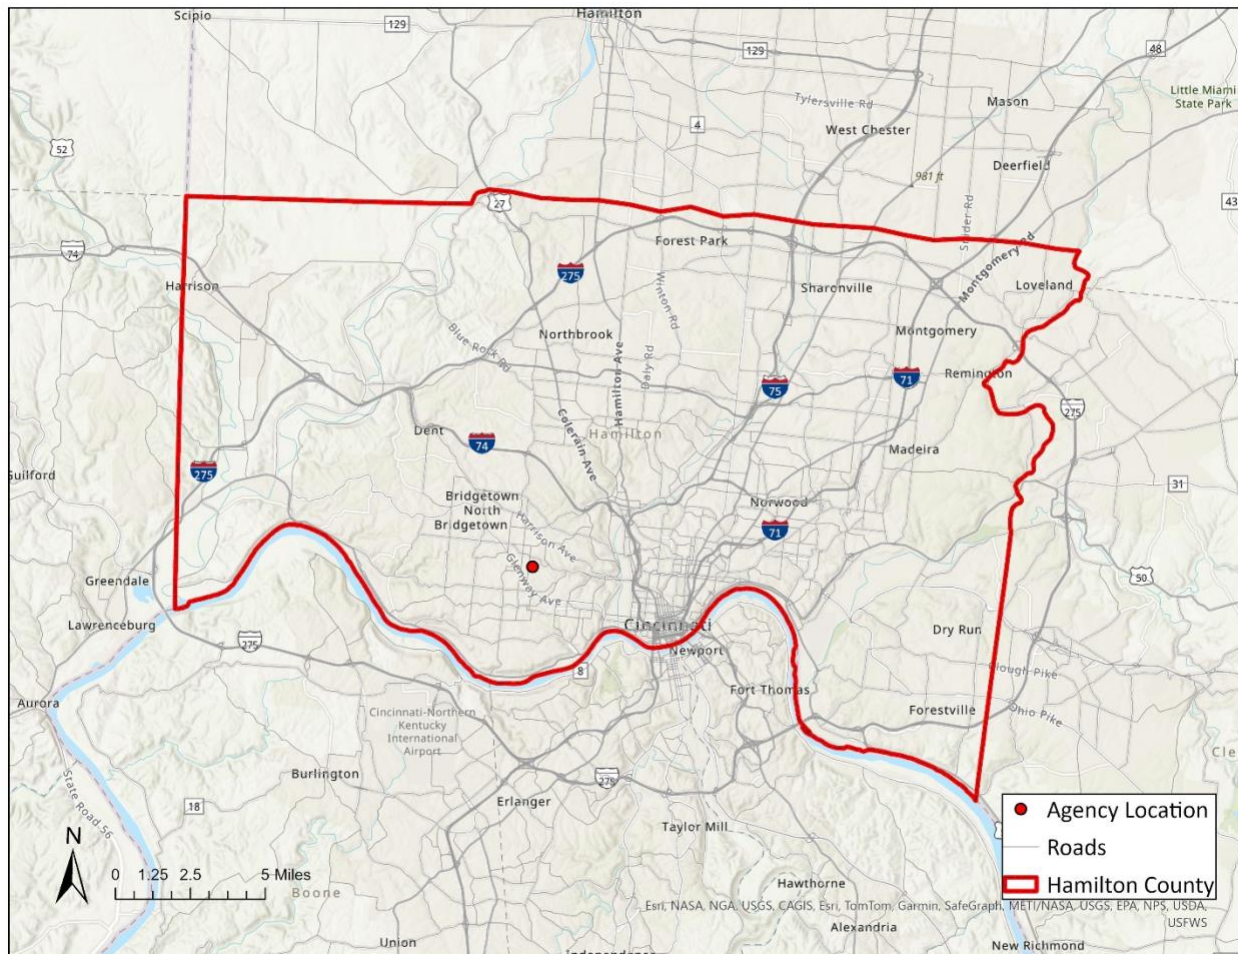 Scipio
129
Hamilton
129
48
Tylersville Rd
Mason
Little Miami
State Park
4
West Chester
52
Deerfield
981 ft
27
43
Snider Rd
Forest Park
74
Montgomery Rd
275
Harrison
Winton Rd
Sharonville
Loveland
Northbrook
Montgomery
Blue Rock Rd
Hamilton Ave
Daly Rd
75
71
Remington
275
Colerain Ave
Dent
Hamilton
74
Madeira
Guilford
275
31
Bridgetown
North
Bridgetown
Norwood
Harrison Ave
71
Glenway Ave
Greendale
50
Lawrenceburg
Cincinnati
Dry Run
275
Newport
8
Clough Pike
Fort Thomas
Aurora
Cincinnati-Northern
Kentucky
International
Airport
Forestville
Ohio Pike
Burlington
275
State Road 56
18
Erlanger
Taylor Mill
N
0 1.25 2.5 5 Miles
Boone
Hawthorne
Alexandria
Union
Independence
New Richmond
Agency Location
Roads
Hamilton County
Esri, NASA, NGA, USGS, CAGIS, Esri, TomTom, Garmin, SafeGraph, METI/NASA, USGS, EPA, NPS, USDA,
USFWS